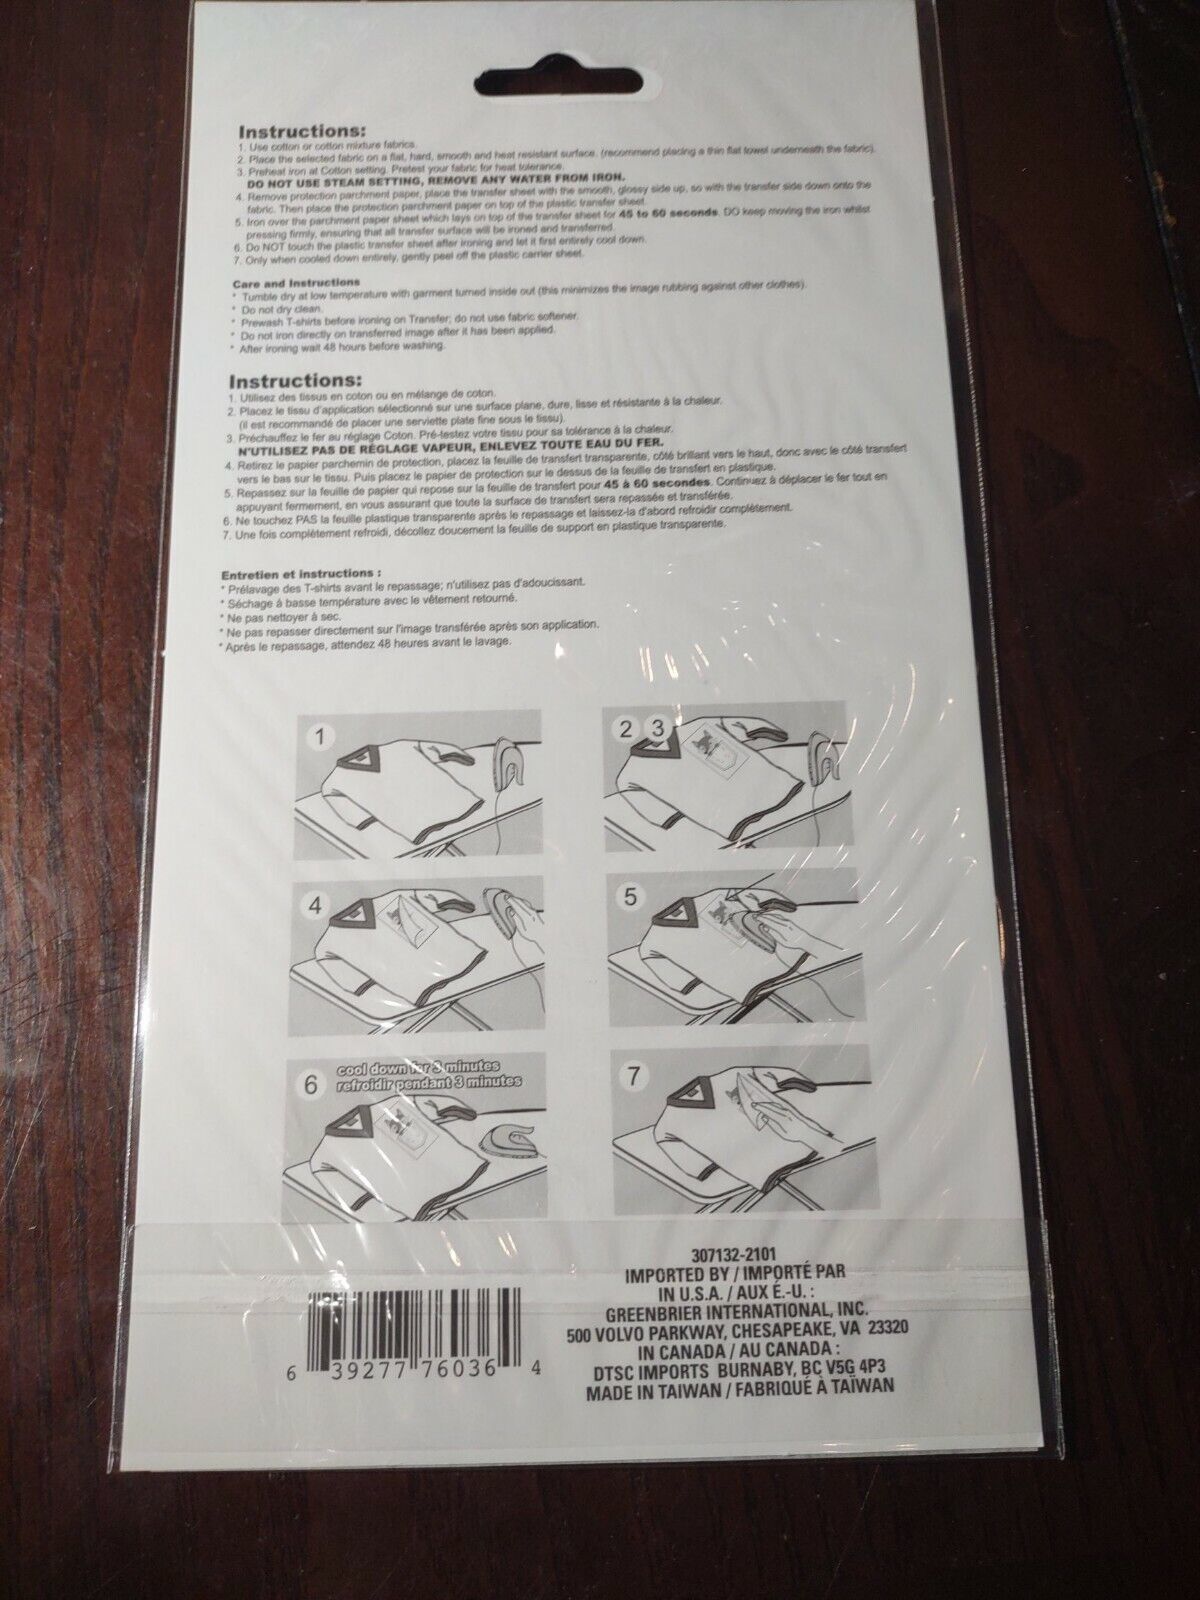 Instructions:
1. Use cotton or cotton mixture fabrics.
2. Place the selected fabric on a flat, hard, smooth and heat resistant surface. (recommend placing a thin flat towel underneath the fabric).
3. Preheat iron at Cotton setting. Pretest your fabric for heat tolerance.
DO NOT USE STEAM SETTING, REMOVE ANY WATER FROM IRON.
4. Remove protection parchment paper, place the transfer sheet with the smooth, glossy side up, so with the transfer side down onto the
fabric. Then place the protection parchment paper on top of the plastic transfer sheet.
5. Iron over the parchment paper sheet which lays on top of the transfer sheet for 45 to 60 seconds. DO keep moving the iron whilst
pressing firmly, ensuring that all transfer surface will be ironed and transferred.
6. Do NOT touch the plastic transfer sheet after ironing and let it first entirely cool down.
7. Only when cooled down entirely, gently peel off the plastic carrier sheet.
Care and Instructions
* Tumble dry at low temperature with garment turned inside out (this minimizes the image rubbing against other clothes).
* Do not dry clean.
* Prewash T-shirts before ironing on Transfer; do not use fabric softener.
* Do not iron directly on transferred image after it has been applied.
* After ironing wait 48 hours before washing.
Instructions:
1. Utilisez des tissus en coton ou en mélange de coton.
2. Placez le tissu d'application sélectionné sur une surface plane, dure, lisse et résistante à la chaleur.
(il est recommandé de placer une serviette plate fine sous le tissu).
3. Préchauffez le fer au réglage Coton. Pré-testez votre tissu pour sa tolérance à la chaleur.
N'UTILISEZ PAS DE RÉGLAGE VAPEUR, ENLEVEZ TOUTE EAU DU FER.
4. Retirez le papier parchemin de protection, placez la feuille de transfert transparente, côté brillant vers le haut, donc avec le côté transfert
vers le bas sur le tissu. Puis placez le papier de protection sur le dessus de la feuille de transfert en plastique.
5. Repassez sur la feuille de papier qui repose sur la feuille de transfert pour 45 à 60 secondes. Continuez à déplacer le fer tout en
appuyant fermement, en vous assurant que toute la surface de transfert sera repassée et transférée.
6. Ne touchez PAS la feuille plastique transparente après le repassage et laissez-la d'abord refroidir complètement.
7. Une fois complètement refroidi, décollez doucement la feuille de support en plastique transparente.
Entretien et instructions :
* Prélavage des T-shirts avant le repassage; n'utilisez pas d'adoucissant.
* Séchage à basse température avec le vêtement retourné.
* Ne pas nettoyer à sec.
* Ne pas repasser directement sur l'image transférée après son application.
* Après le repassage, attendez 48 heures avant le lavage.
1
2 3
4
5
6
cool down for 3 minutes
refroidir pendant 3 minutes
7
307132-2101
IMPORTED BY / IMPORTÉ PAR
IN U.S.A. / AUX É.-U. :
GREENBRIER INTERNATIONAL, INC.
500 VOLVO PARKWAY, CHESAPEAKE, VA 23320
IN CANADA / AU CANADA :
DTSC IMPORTS BURNABY, BC V5G 4P3
MADE IN TAIWAN / FABRIQUÉ À TAÏWAN
6 39277 76036 4